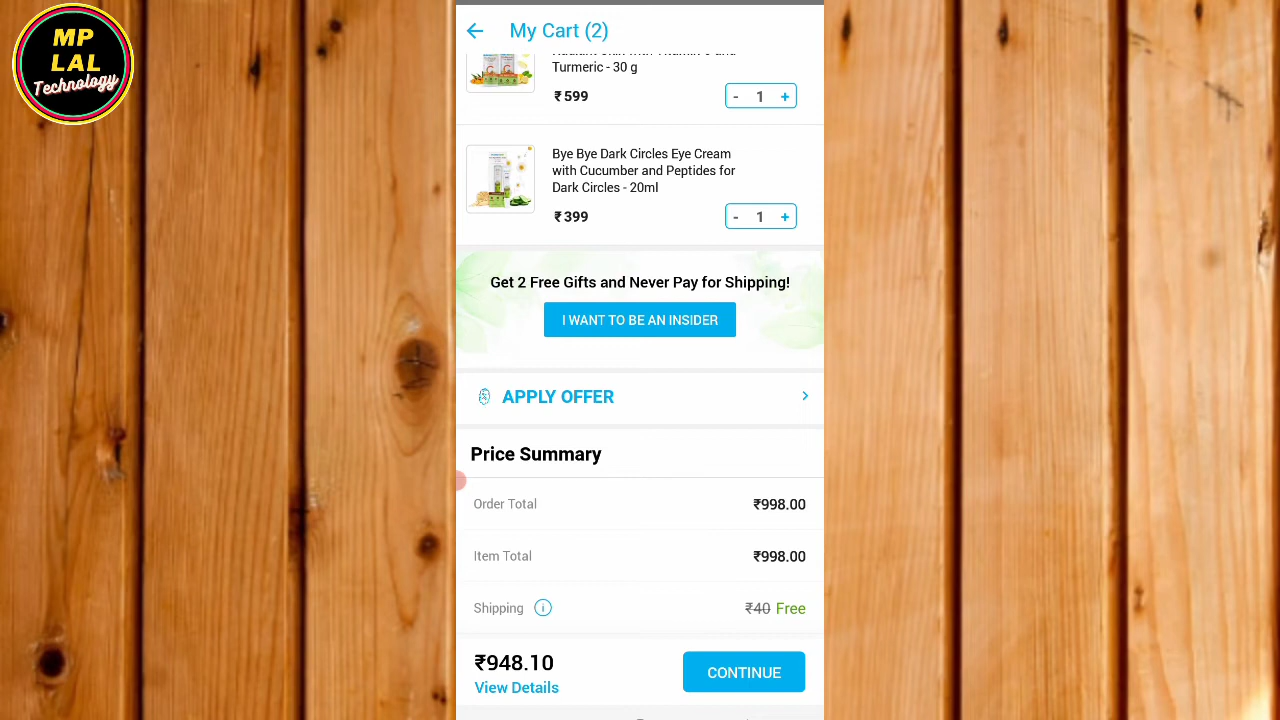 MP
LAL
Technology
My Cart (2)
Turmeric - 30 g
₹599
- 1 +
Bye Bye Dark Circles Eye Cream
with Cucumber and Peptides for
Dark Circles - 20ml
₹399
- 1 +
Get 2 Free Gifts and Never Pay for Shipping!
I WANT TO BE AN INSIDER
APPLY OFFER
Price Summary
Order Total ₹998.00
Item Total ₹998.00
Shipping ₹40 Free
₹948.10
View Details
CONTINUE